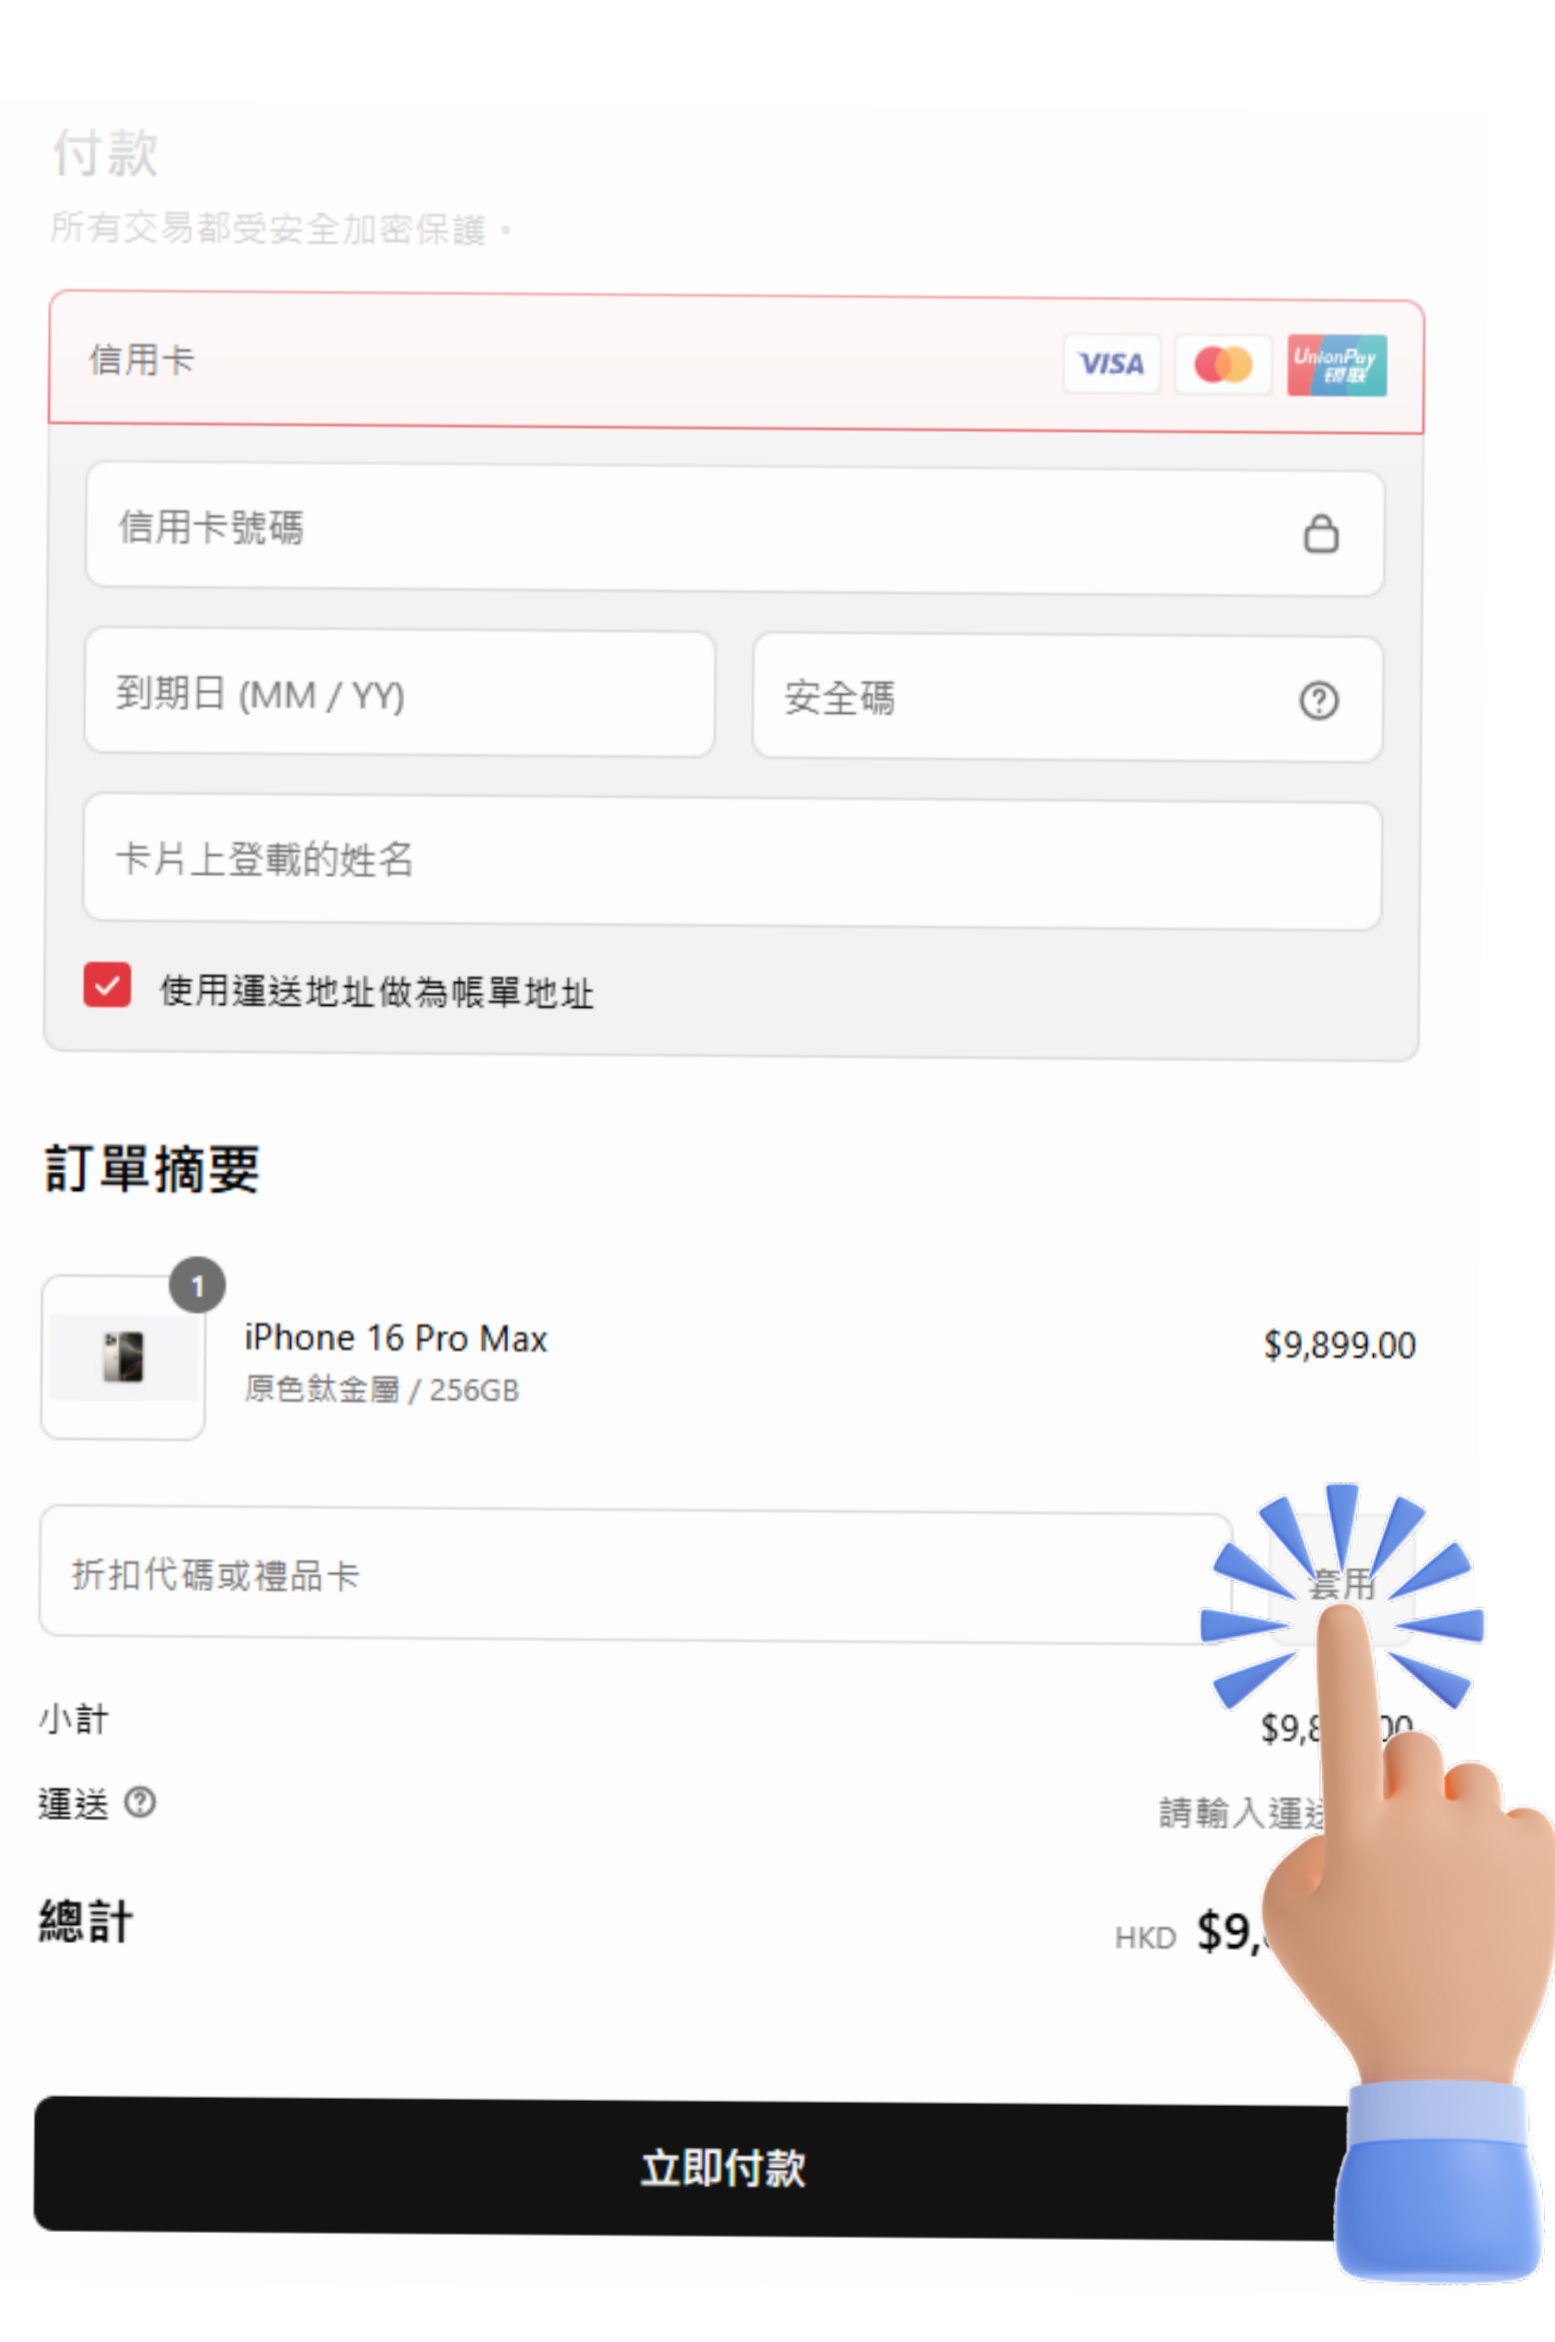 付款
所有交易都受安全加密保護。
信用卡
VISA
UnionPay
银联
信用卡號碼
到期日 (MM / YY)
安全碼
卡片上登載的姓名
使用運送地址做為帳單地址
訂單摘要
1
iPhone 16 Pro Max
$9,899.00
原色鈦金屬 / 256GB
折扣代碼或禮品卡
套用
小計
運送
請輸入運送
總計
HKD
立即付款